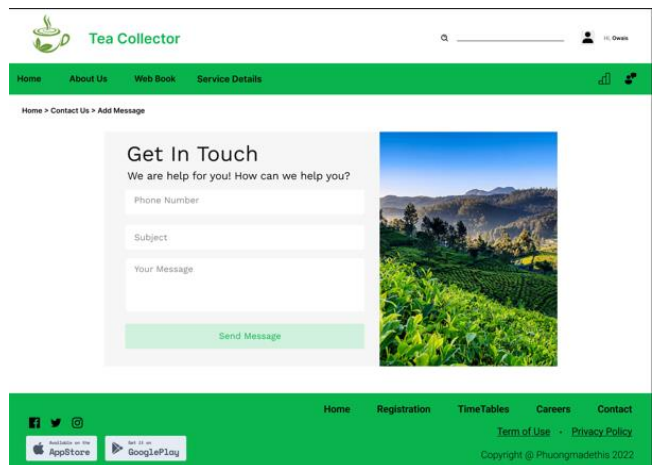 Tea Collector
Hi, Owais
Home About Us Web Book Service Details
Home > Contact Us > Add Message
Get In Touch
We are help for you! How can we help you?
Phone Number
Subject
Your Message
Send Message
Home Registration TimeTables Careers Contact
Term of Use - Privacy Policy
Available on the
AppStore
Get it on
GooglePlay
Copyright @ Phuongmadethis 2022